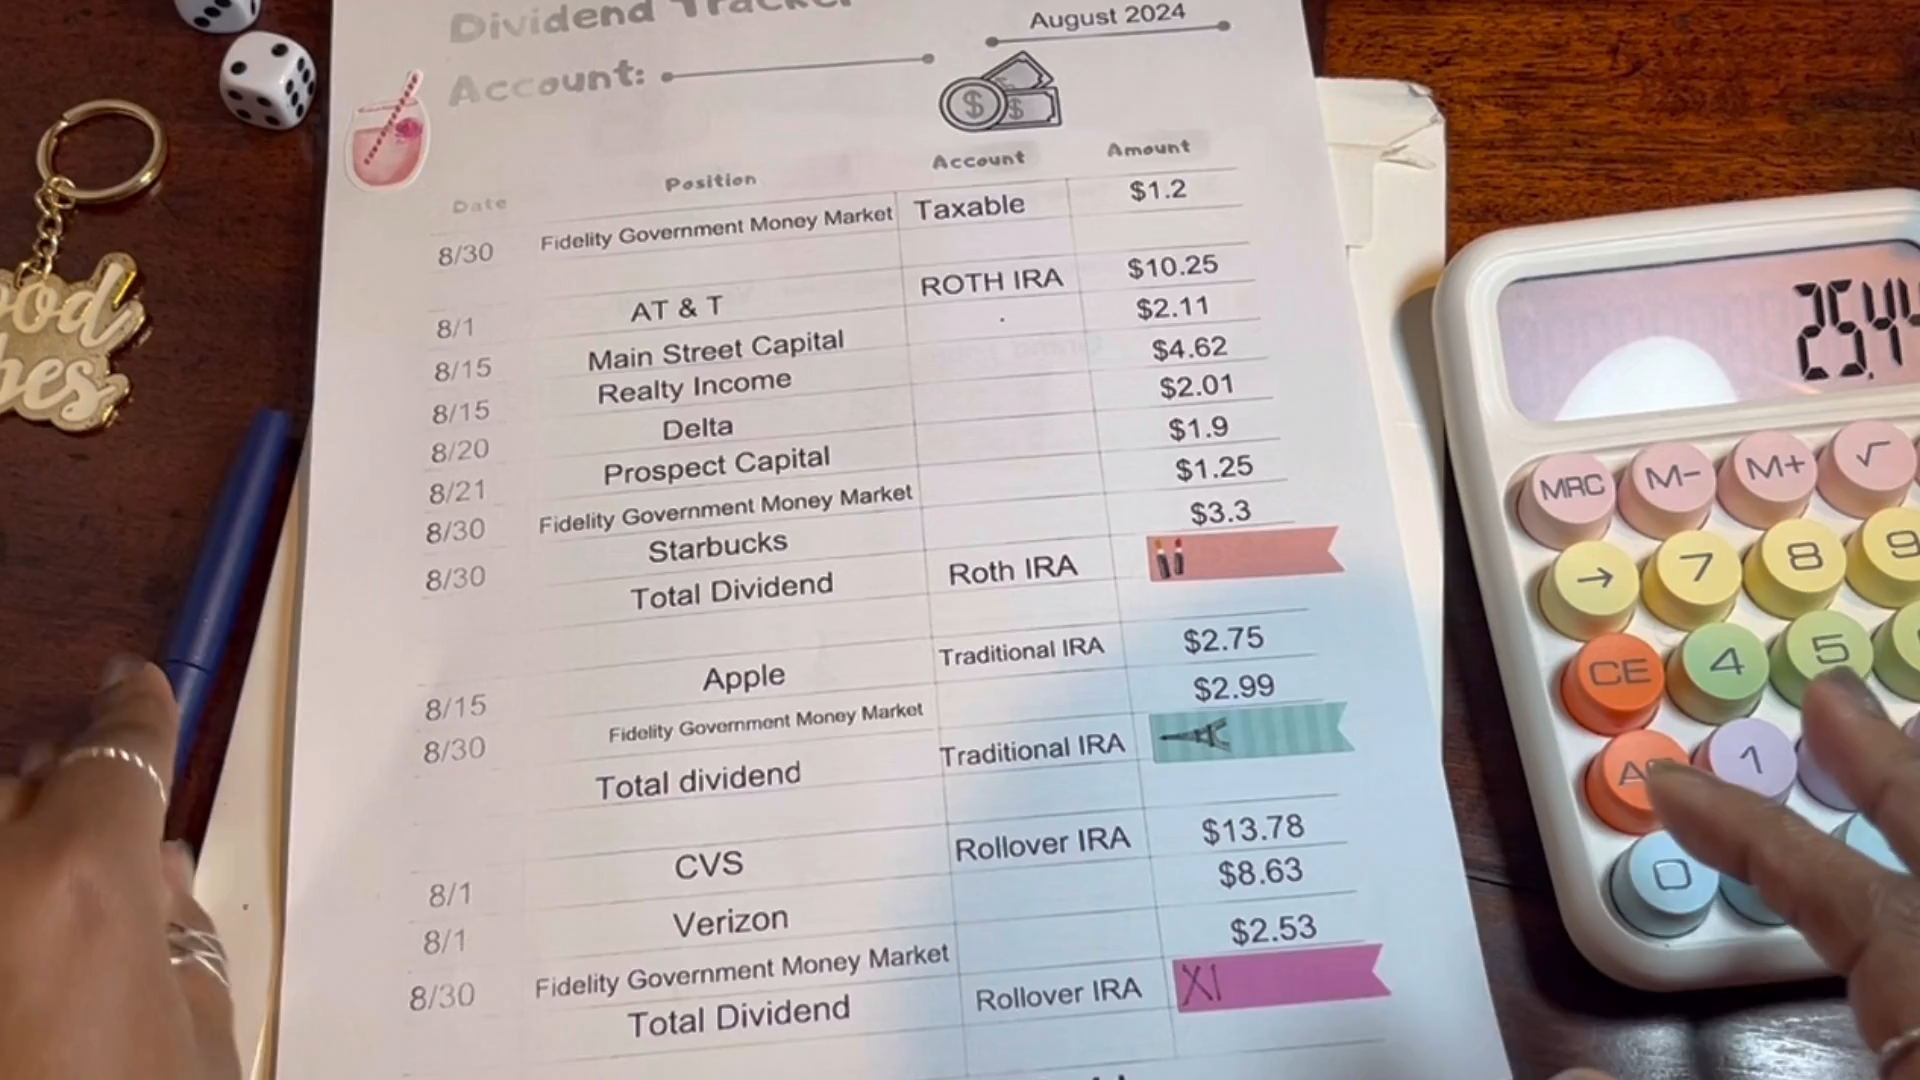 Dividend Tracker
August 2024
Account:
Date Position Account Amount
8/30 Fidelity Government Money Market Taxable $1.2
8/1 AT & T ROTH IRA $10.25
8/15 Main Street Capital $2.11
8/15 Realty Income $4.62
8/20 Delta $2.01
8/21 Prospect Capital $1.9
8/30 Fidelity Government Money Market $1.25
8/30 Starbucks $3.3
Total Dividend Roth IRA
8/15 Apple Traditional IRA $2.75
8/30 Fidelity Government Money Market $2.99
Total dividend Traditional IRA
8/1 CVS Rollover IRA $13.78
8/1 Verizon $8.63
8/30 Fidelity Government Money Market $2.53
Total Dividend Rollover IRA
XI
25.44
MRC M- M+ √
→ 7 8 9
CE 4 5
1
0